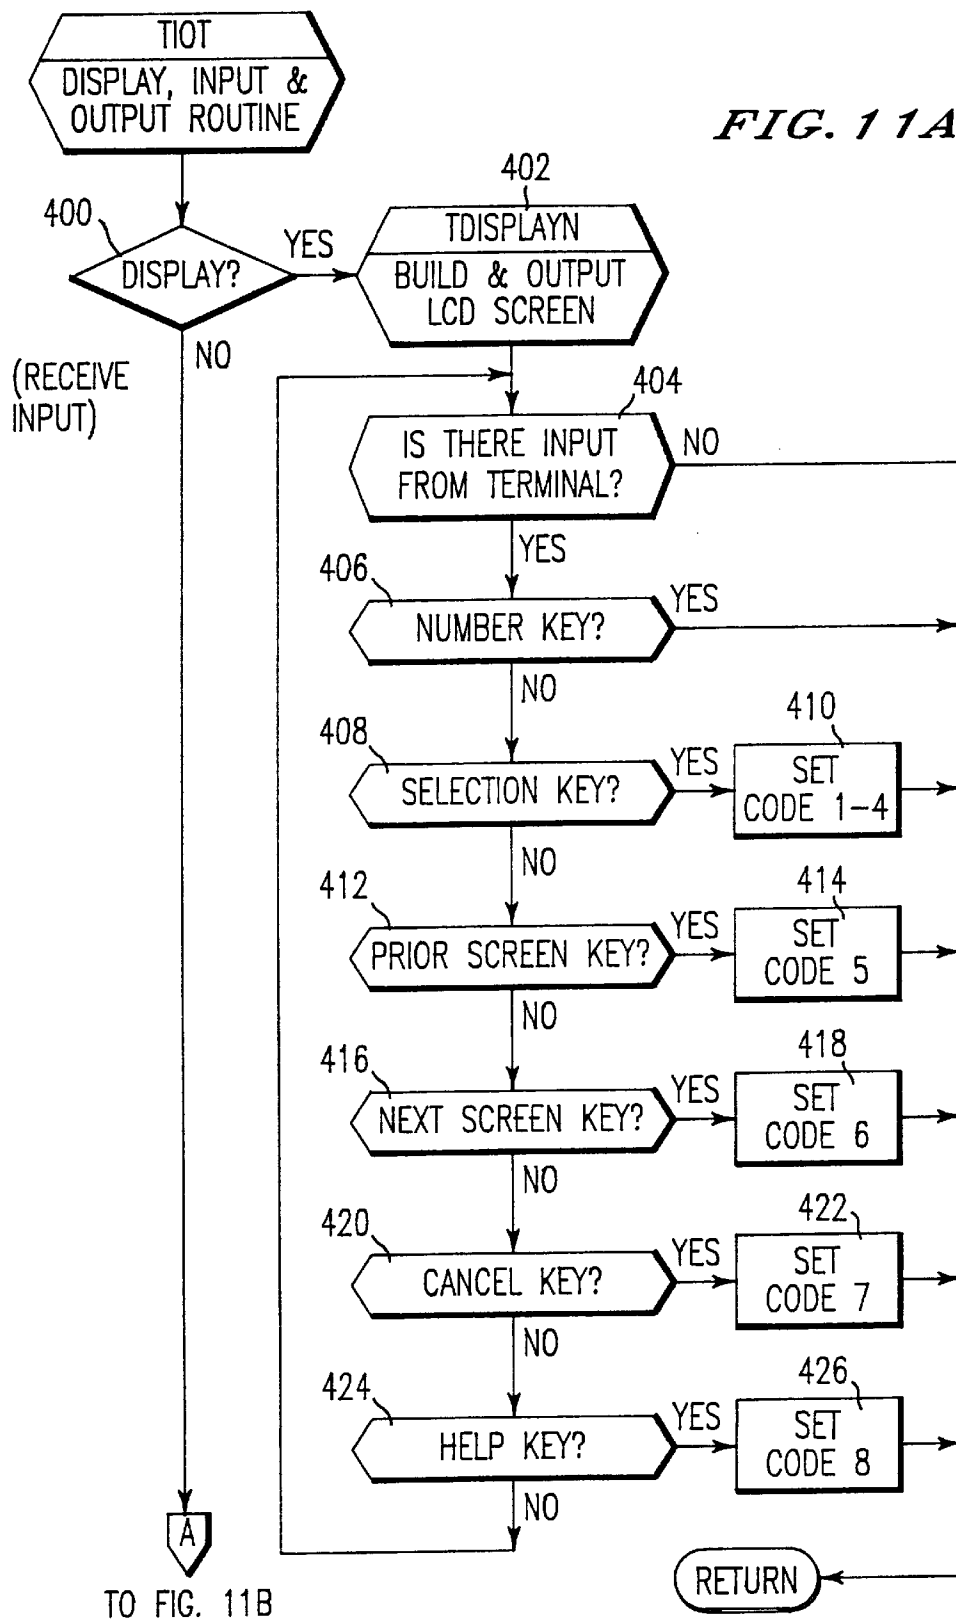 TIOT
DISPLAY, INPUT &
OUTPUT ROUTINE
FIG. 11A
400
DISPLAY?
YES
402
TDISPLAYN
BUILD & OUTPUT
LCD SCREEN
NO
(RECEIVE
INPUT)
404
IS THERE INPUT
FROM TERMINAL?
NO
YES
406
NUMBER KEY?
YES
NO
408
SELECTION KEY?
YES
410
SET
CODE 1-4
NO
412
PRIOR SCREEN KEY?
YES
414
SET
CODE 5
NO
416
NEXT SCREEN KEY?
YES
418
SET
CODE 6
NO
420
CANCEL KEY?
YES
422
SET
CODE 7
NO
424
HELP KEY?
YES
426
SET
CODE 8
NO
A
TO FIG. 11B
RETURN